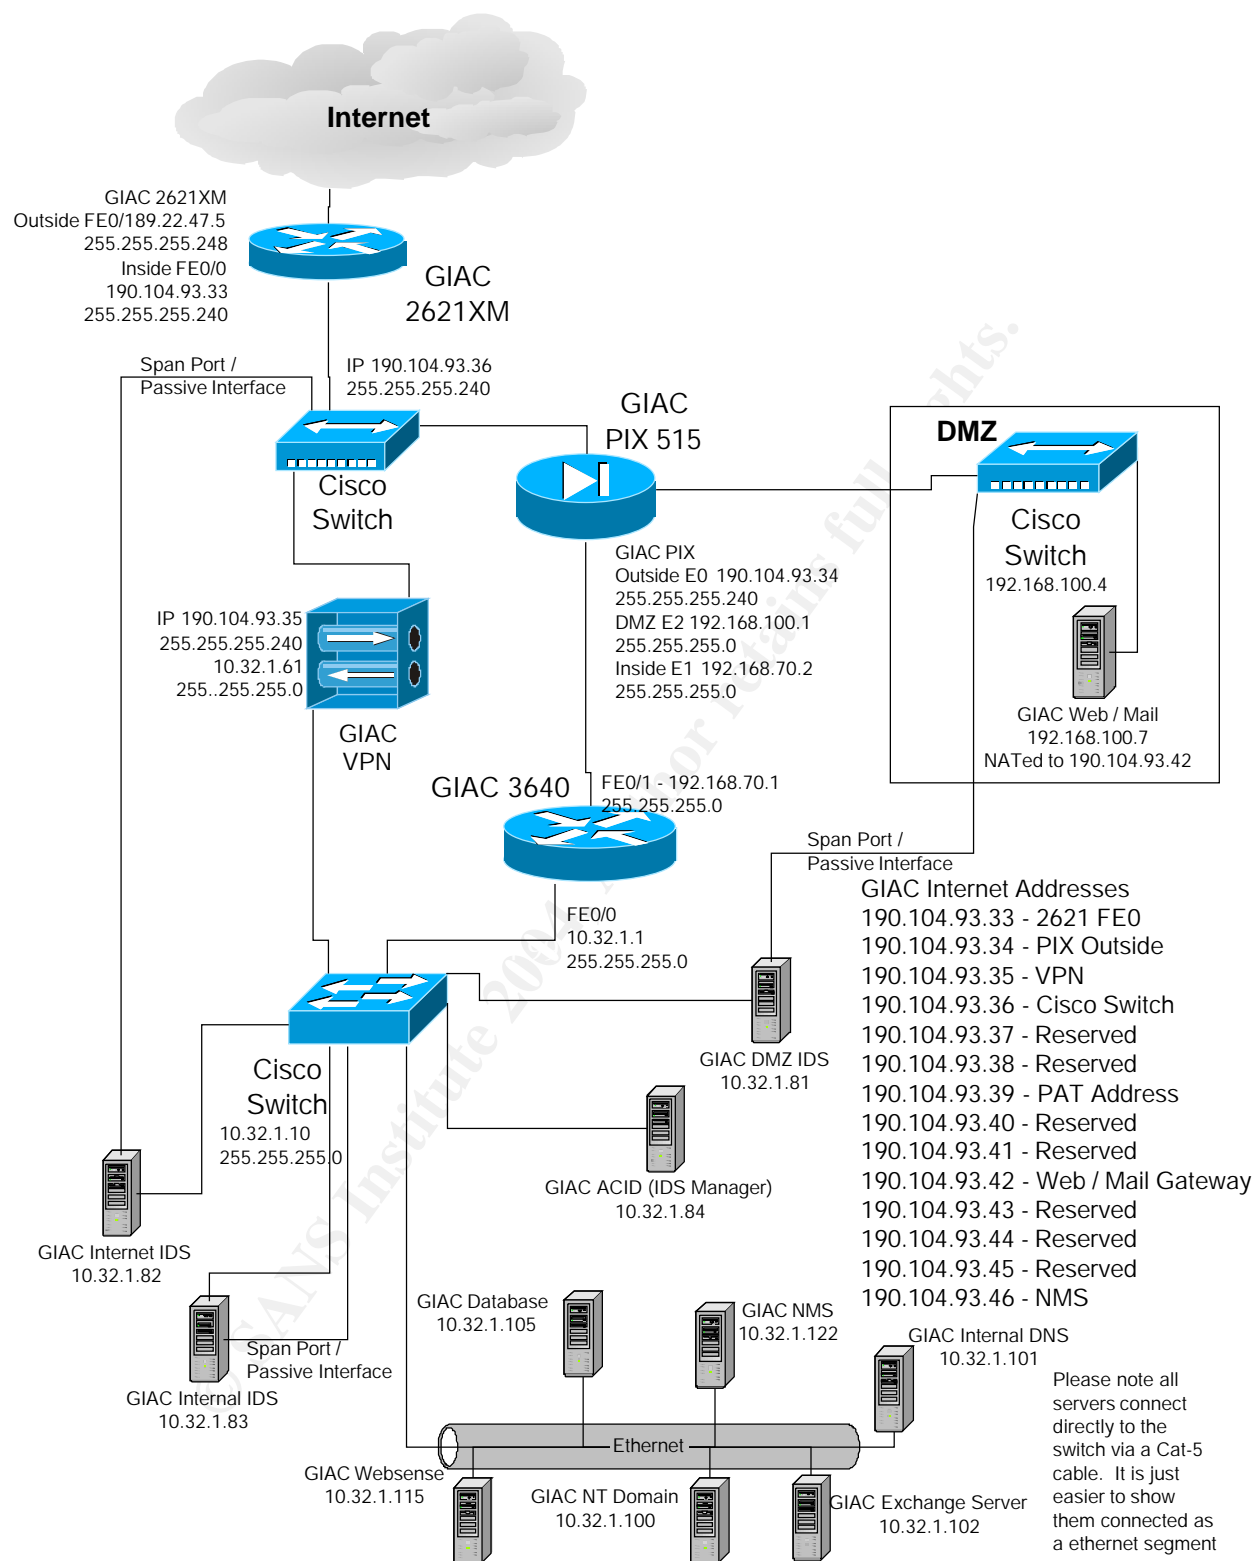 Internet
GIAC 2621XM
Outside FE0/189.22.47.5
255.255.255.248
Inside FE0/0
190.104.93.33
255.255.255.240
GIAC
2621XM
Span Port /
Passive Interface
IP 190.104.93.36
255.255.255.240
Cisco
Switch
GIAC
PIX 515
DMZ
Cisco
Switch
192.168.100.4
GIAC PIX
Outside E0 190.104.93.34
255.255.255.240
DMZ E2 192.168.100.1
255.255.255.0
Inside E1 192.168.70.2
255.255.255.0
IP 190.104.93.35
255.255.255.240
10.32.1.61
255..255.255.0
GIAC
VPN
GIAC Web / Mail
192.168.100.7
NATed to 190.104.93.42
GIAC 3640
FE0/1 - 192.168.70.1
255.255.255.0
Span Port /
Passive Interface
FE0/0
10.32.1.1
255.255.255.0
GIAC Internet Addresses
190.104.93.33 - 2621 FE0
190.104.93.34 - PIX Outside
190.104.93.35 - VPN
190.104.93.36 - Cisco Switch
190.104.93.37 - Reserved
190.104.93.38 - Reserved
190.104.93.39 - PAT Address
190.104.93.40 - Reserved
190.104.93.41 - Reserved
190.104.93.42 - Web / Mail Gateway
190.104.93.43 - Reserved
190.104.93.44 - Reserved
190.104.93.45 - Reserved
190.104.93.46 - NMS
GIAC DMZ IDS
10.32.1.81
Cisco
Switch
10.32.1.10
255.255.255.0
GIAC ACID (IDS Manager)
10.32.1.84
GIAC Internet IDS
10.32.1.82
GIAC Internal IDS
10.32.1.83
Span Port /
Passive Interface
GIAC Database
10.32.1.105
GIAC NMS
10.32.1.122
GIAC Internal DNS
10.32.1.101
Ethernet
GIAC Websense
10.32.1.115
GIAC NT Domain
10.32.1.100
GIAC Exchange Server
10.32.1.102
Please note all
servers connect
directly to the
switch via a Cat-5
cable. It is just
easier to show
them connected as
a ethernet segment
© SANS Institute 2004, Author retains full rights.